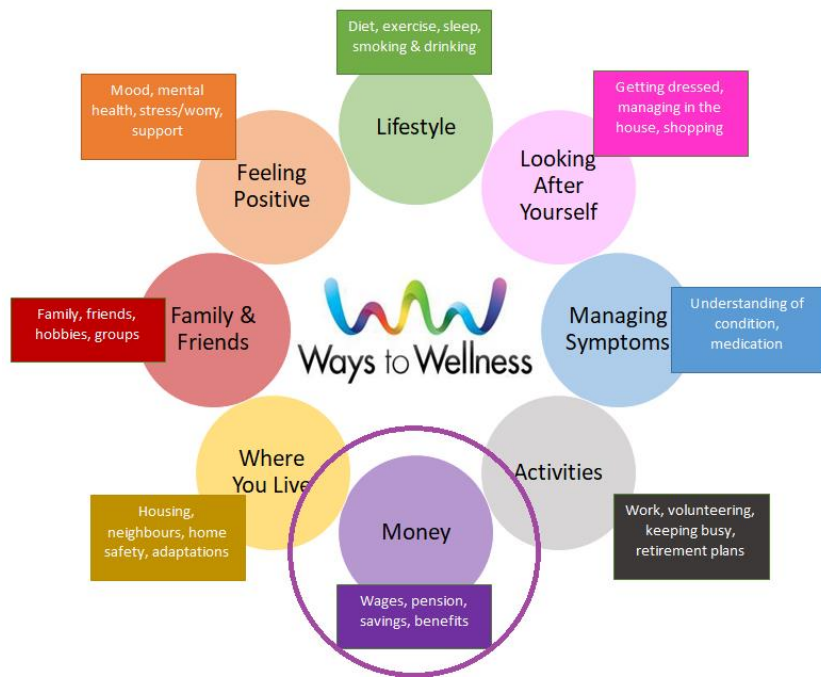 Diet, exercise, sleep,
smoking & drinking
Lifestyle
Getting dressed,
managing in the
house, shopping
Looking
After
Yourself
Understanding of
condition,
medication
Managing
Symptoms
Work, volunteering,
keeping busy,
retirement plans
Activities
Money
Wages, pension,
savings, benefits
Where
You Live
Housing,
neighbours, home
safety, adaptations
Family &
Friends
Family, friends,
hobbies, groups
Feeling
Positive
Mood, mental
health, stress/worry,
support
Ways to Wellness